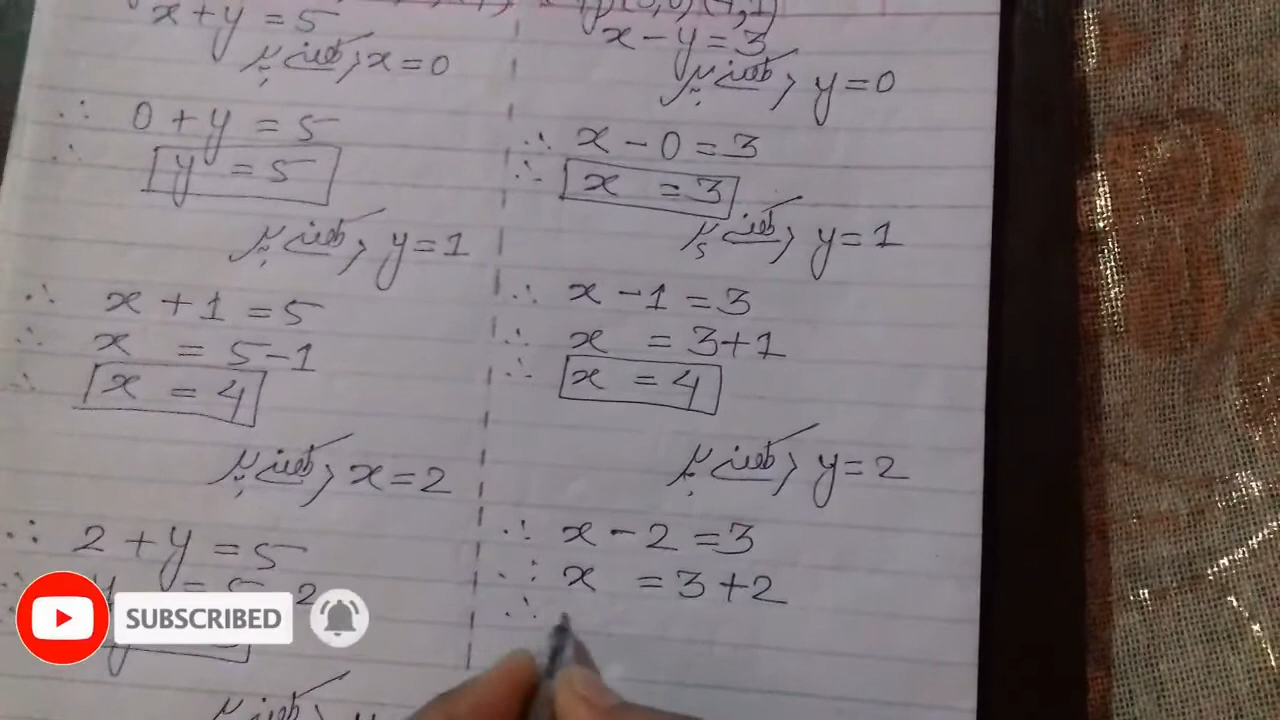 x + y = 5
x = 0 رکھنے پر
∴ 0 + y = 5
∴ y = 5
y = 1 رکھنے پر
∴ x + 1 = 5
∴ x = 5 - 1
∴ x = 4
x = 2 رکھنے پر
∴ 2 + y = 5
∴ y = 5 - 2
x - y = 3
y = 0 رکھنے پر
∴ x - 0 = 3
∴ x = 3
y = 1 رکھنے پر
∴ x - 1 = 3
∴ x = 3 + 1
∴ x = 4
y = 2 رکھنے پر
∴ x - 2 = 3
∴ x = 3 + 2
∴
SUBSCRIBED